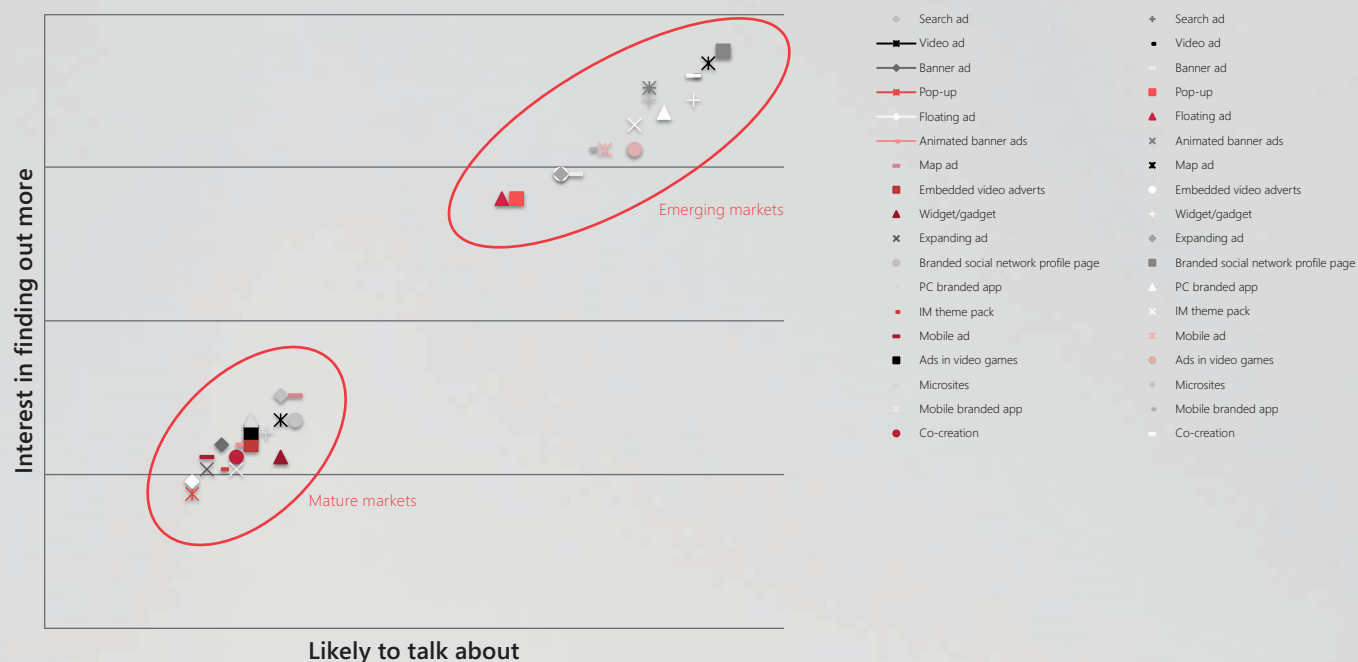 Interest in finding out more
Emerging markets
Mature markets
Likely to talk about
Search ad
Video ad
Banner ad
Pop-up
Floating ad
Animated banner ads
Map ad
Embedded video adverts
Widget/gadget
Expanding ad
Branded social network profile page
PC branded app
IM theme pack
Mobile ad
Ads in video games
Microsites
Mobile branded app
Co-creation
Search ad
Video ad
Banner ad
Pop-up
Floating ad
Animated banner ads
Map ad
Embedded video adverts
Widget/gadget
Expanding ad
Branded social network profile page
PC branded app
IM theme pack
Mobile ad
Ads in video games
Microsites
Mobile branded app
Co-creation